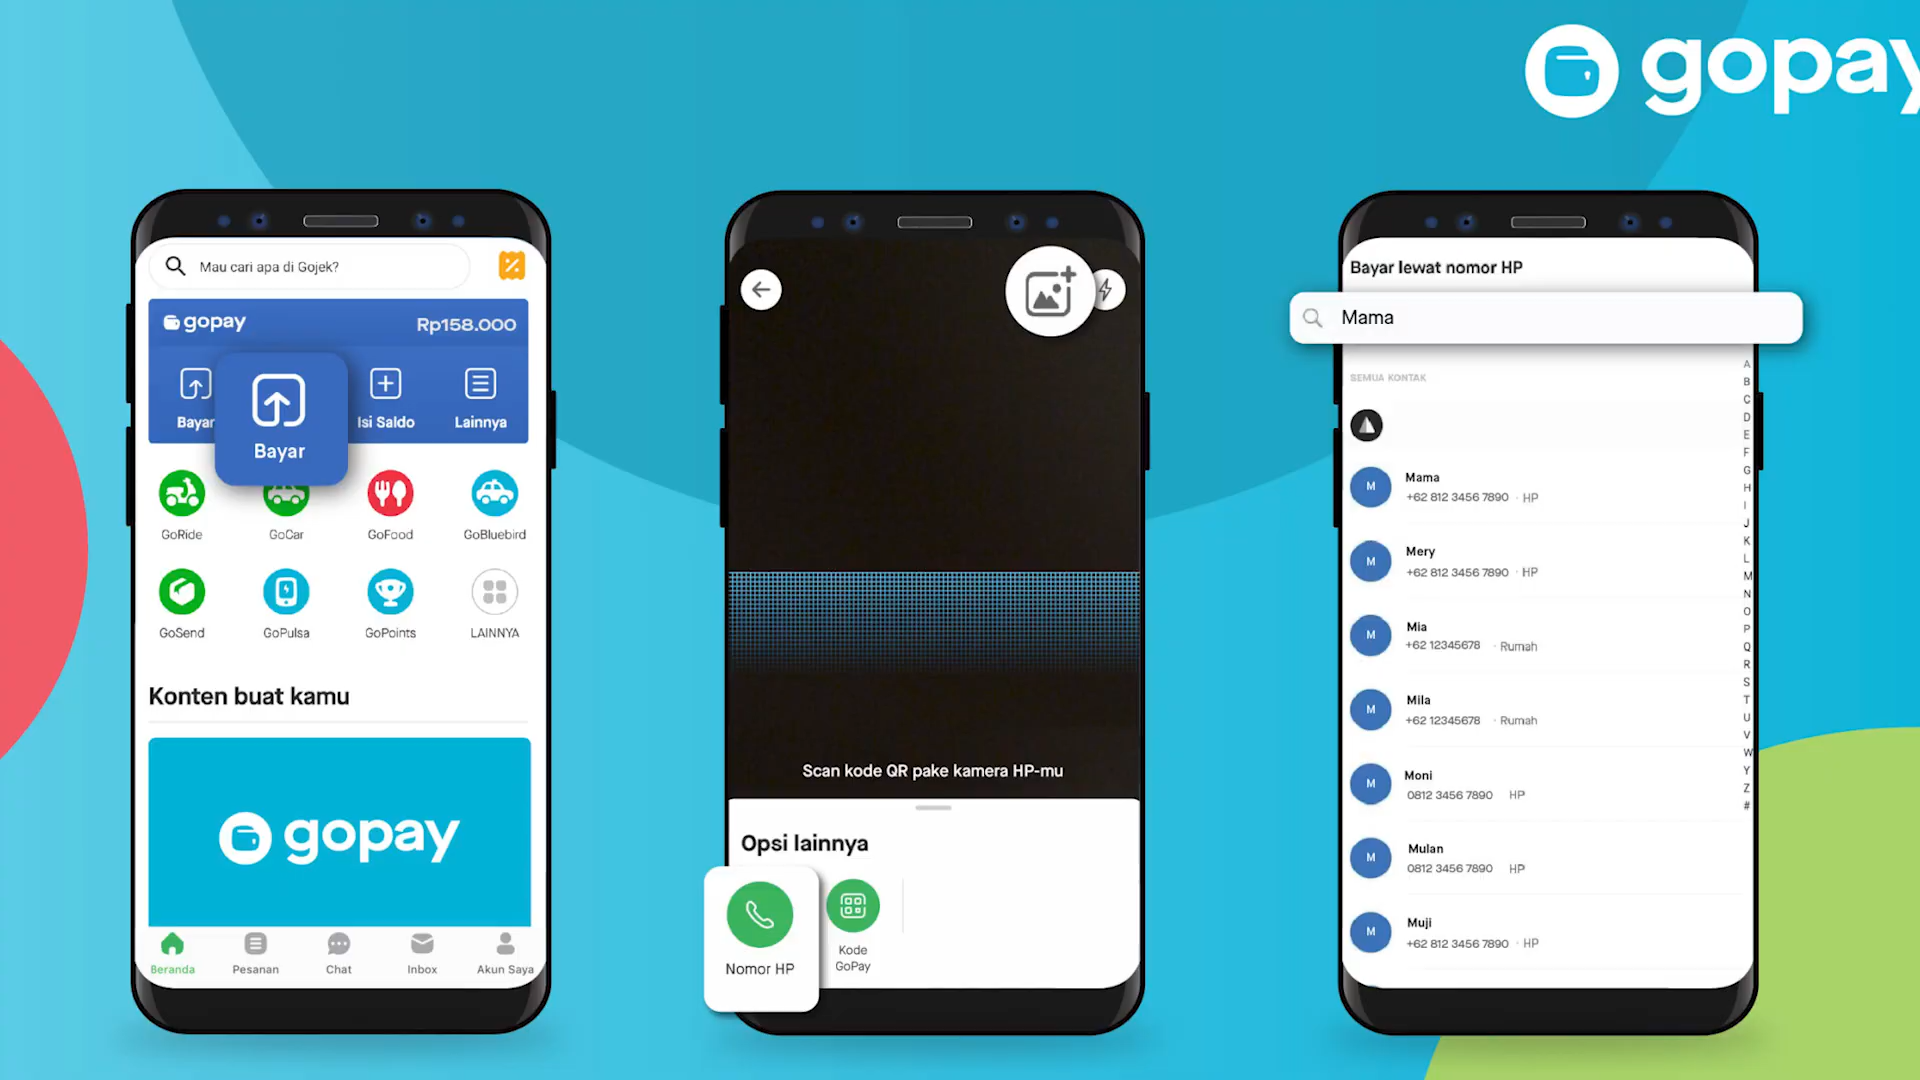 gopay
Mau cari apa di Gojek?
gopay
Rp158.000
Bayar
Bayar
Isi Saldo
Lainnya
GoRide
GoCar
GoFood
GoBluebird
GoSend
GoPulsa
GoPoints
LAINNYA
Konten buat kamu
gopay
Beranda
Pesanan
Chat
Inbox
Akun Saya
Scan kode QR pake kamera HP-mu
Opsi lainnya
Nomor HP
Kode
GoPay
Bayar lewat nomor HP
Mama
SEMUA KONTAK
M
Mama
+62 812 3456 7890 · HP
M
Mery
+62 812 3456 7890 · HP
M
Mia
+62 12345678 · Rumah
M
Mila
+62 12345678 · Rumah
M
Moni
0812 3456 7890 HP
M
Mulan
0812 3456 7890 HP
M
Muji
+62 812 3456 7890 · HP
A
B
C
D
E
F
G
H
I
J
K
L
M
N
O
P
Q
R
S
T
U
V
W
Y
Z
#